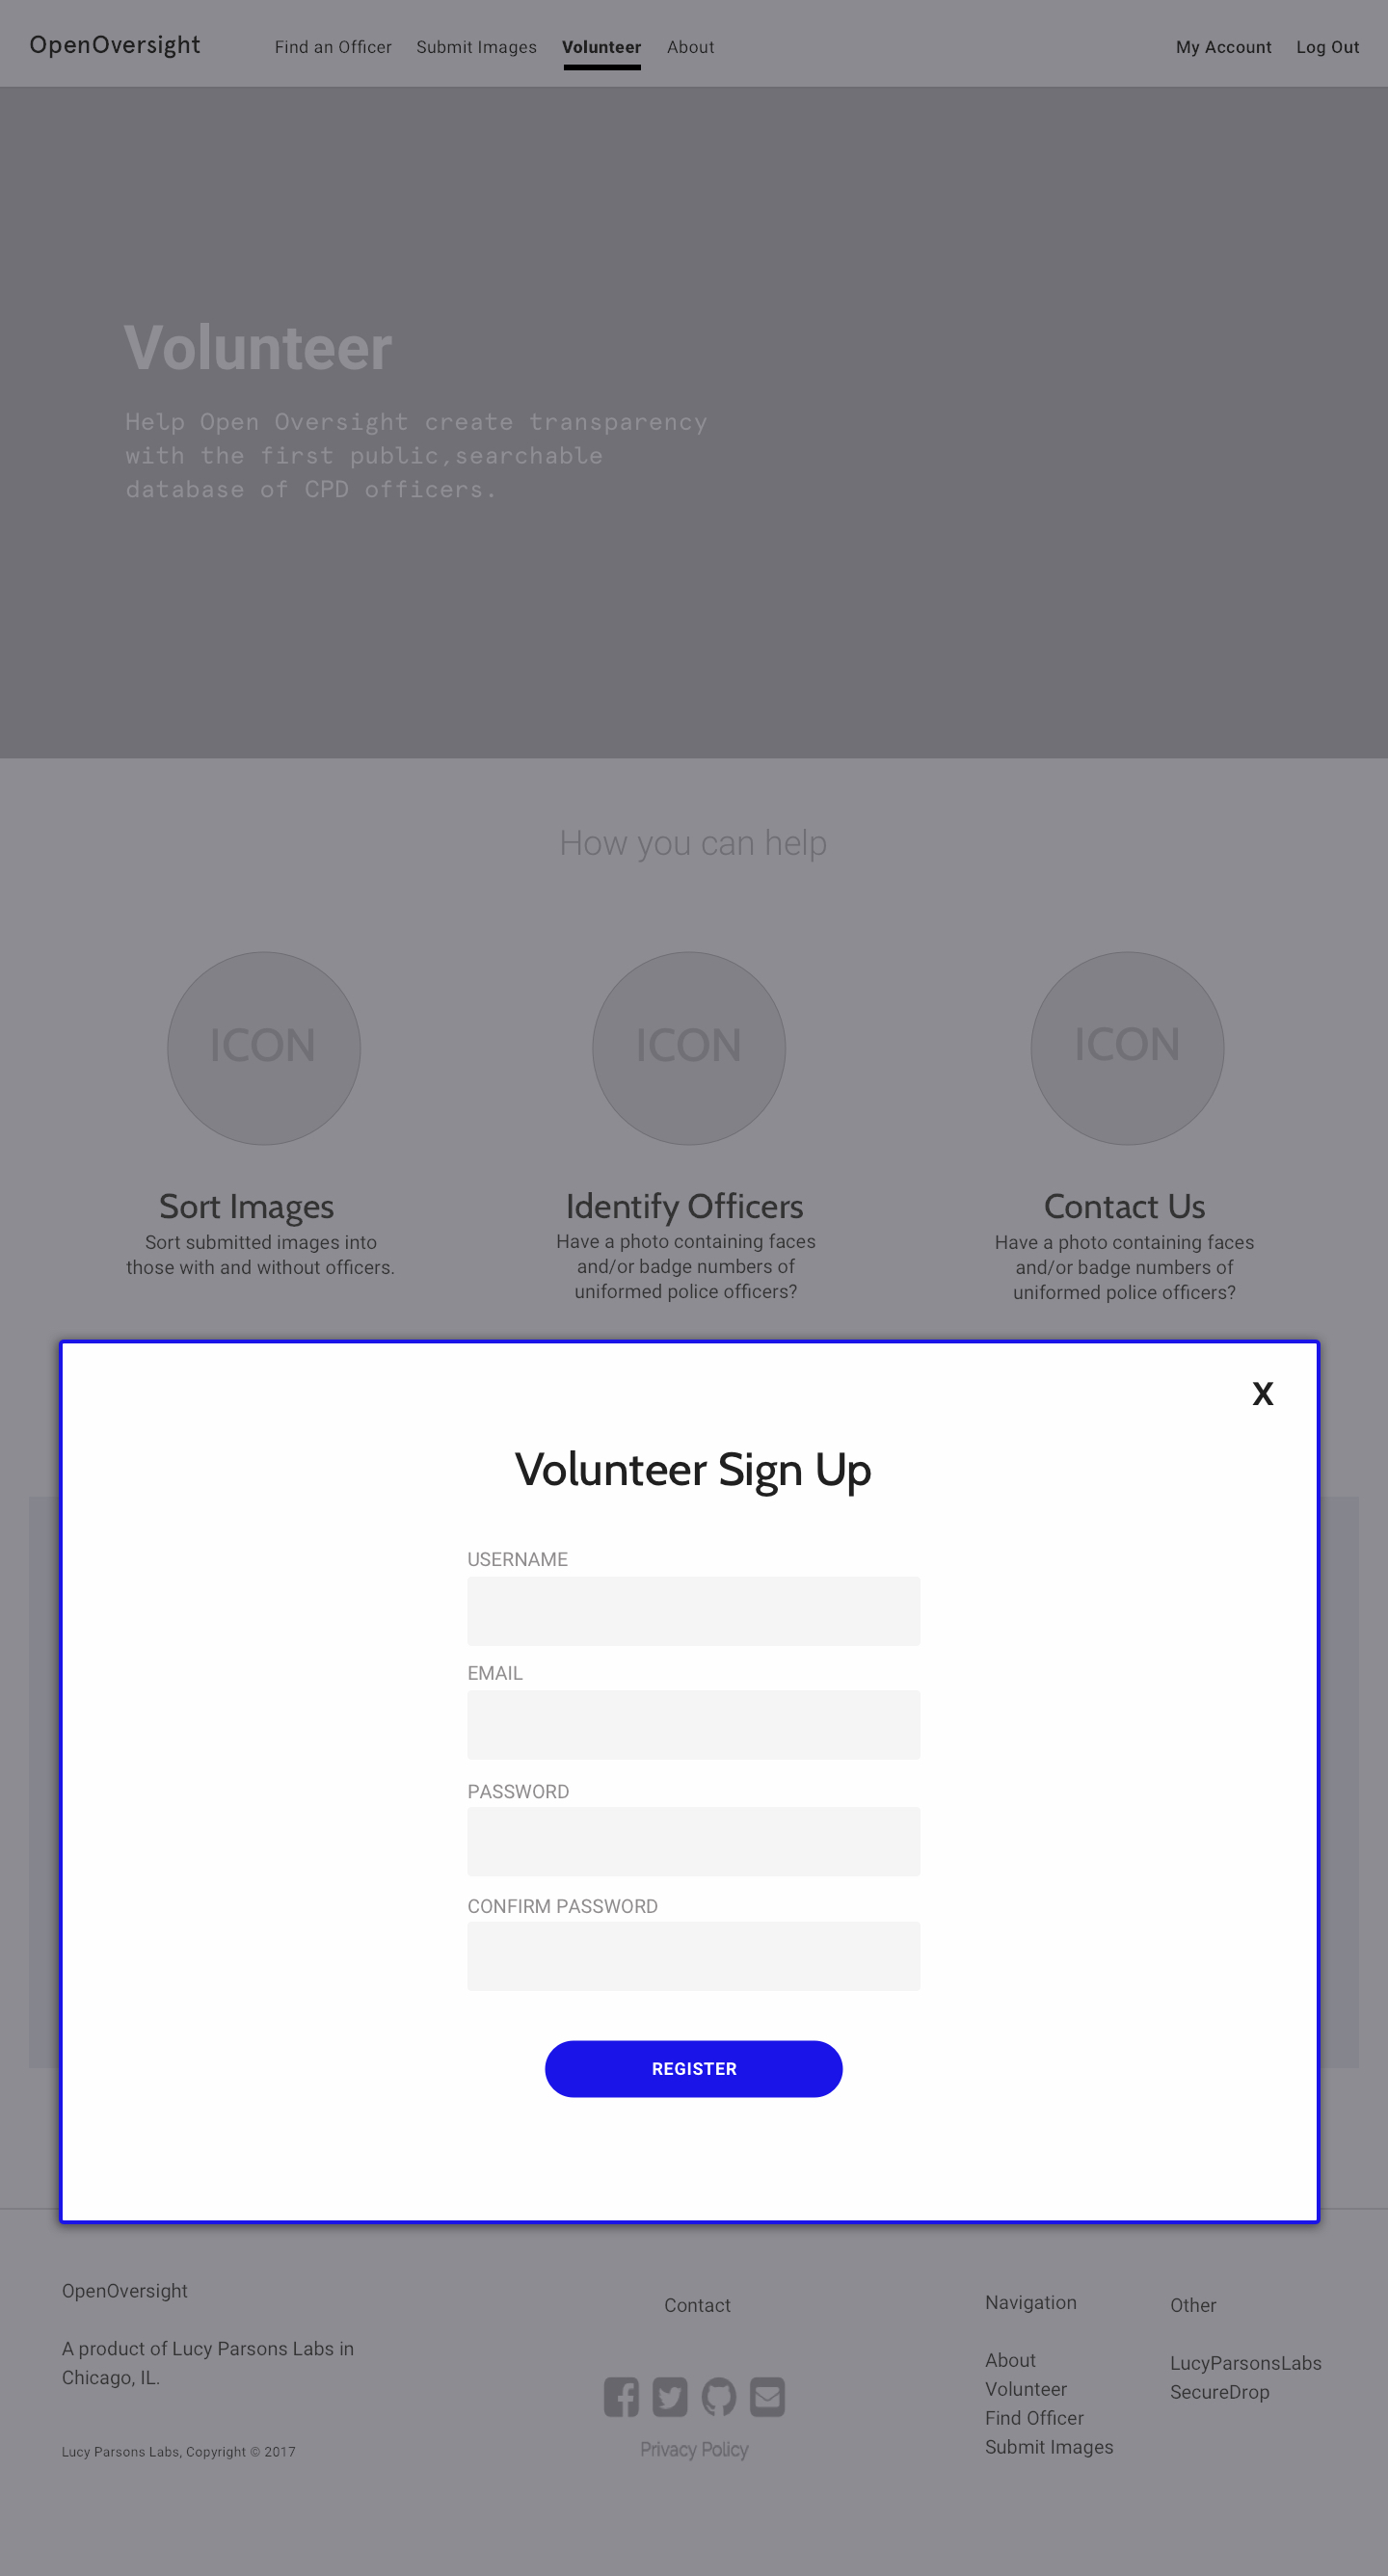 OpenOversight
Find an Officer
Submit Images
Volunteer
About
My Account
Log Out
Volunteer
Help Open Oversight create transparency
with the first public,searchable
database of CPD officers.
How you can help
ICON
ICON
ICON
Sort Images
Sort submitted images into
those with and without officers.
Identify Officers
Have a photo containing faces
and/or badge numbers of
uniformed police officers?
Contact Us
Have a photo containing faces
and/or badge numbers of
uniformed police officers?
X
Volunteer Sign Up
USERNAME
EMAIL
PASSWORD
CONFIRM PASSWORD
REGISTER
OpenOversight
A product of Lucy Parsons Labs in
Chicago, IL.
Lucy Parsons Labs, Copyright © 2017
Contact
Privacy Policy
Navigation
About
Volunteer
Find Officer
Submit Images
Other
LucyParsonsLabs
SecureDrop